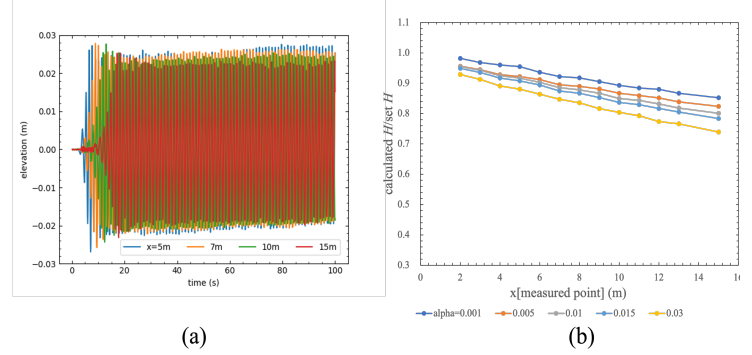 0.03
0.02
0.01
0.00
−0.01
−0.02
−0.03
elevation (m)
x=5m 7m 10m 15m
0 20 40 60 80 100
time (s)
(a)
1.1
1.0
0.9
0.8
0.7
0.6
0.5
0.4
0.3
calculated H/set H
0 2 4 6 8 10 12 14 16
x[measured point] (m)
alpha=0.001 0.005 0.01 0.015 0.03
(b)